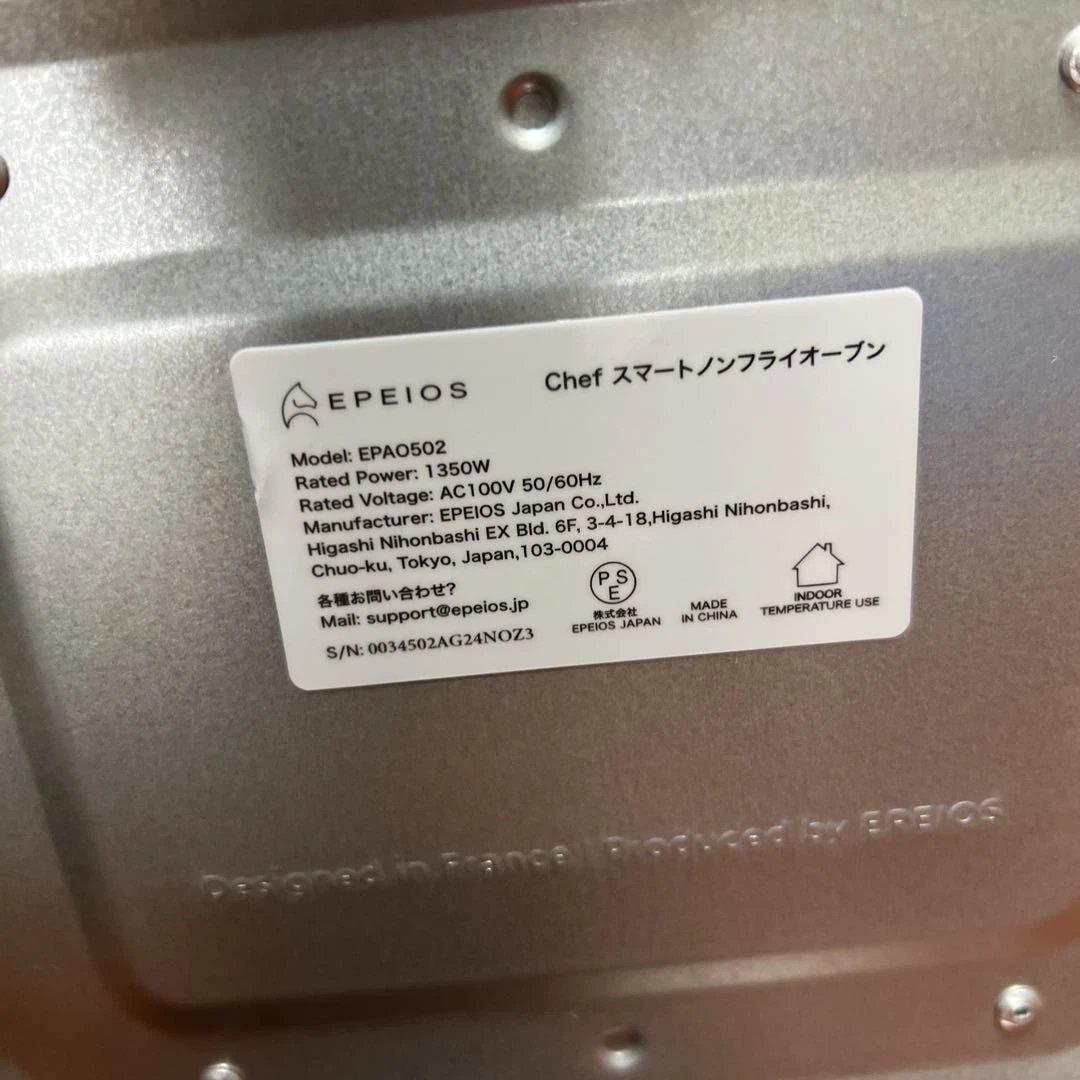 EPEIOS
Chef スマートノンフライオーブン
Model: EPAO502
Rated Power: 1350W
Rated Voltage: AC100V 50/60Hz
Manufacturer: EPEIOS Japan Co.,Ltd.
Higashi Nihonbashi EX Bld. 6F, 3-4-18,Higashi Nihonbashi,
Chuo-ku, Tokyo, Japan,103-0004
各種お問い合わせ?
Mail: support@epeios.jp
S/N: 0034502AG24NOZ3
PSE
株式会社
EPEIOS JAPAN
MADE
IN CHINA
INDOOR
TEMPERATURE USE
Designed in France | Produced by EPEIOS